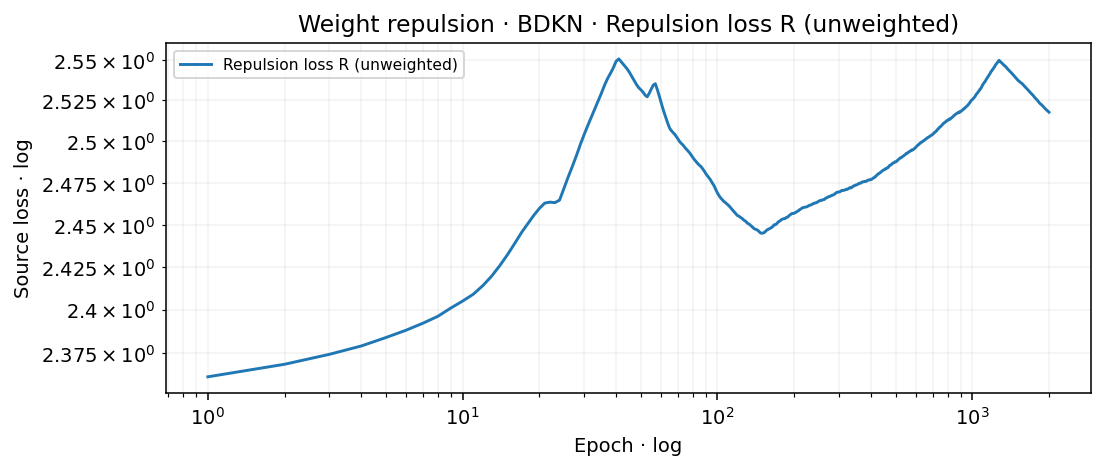 Weight repulsion · BDKN · Repulsion loss R (unweighted)
Repulsion loss R (unweighted)
Source loss · log
2.55 × 10⁰
2.525 × 10⁰
2.5 × 10⁰
2.475 × 10⁰
2.45 × 10⁰
2.425 × 10⁰
2.4 × 10⁰
2.375 × 10⁰
10⁰ 10¹ 10² 10³
Epoch · log